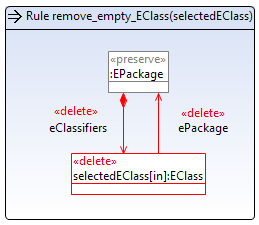 Rule remove_empty_EClass(selectedEClass)
«preserve»
:EPackage
«delete» «delete»
eClassifiers ePackage
«delete»
selectedEClass[in]:EClass